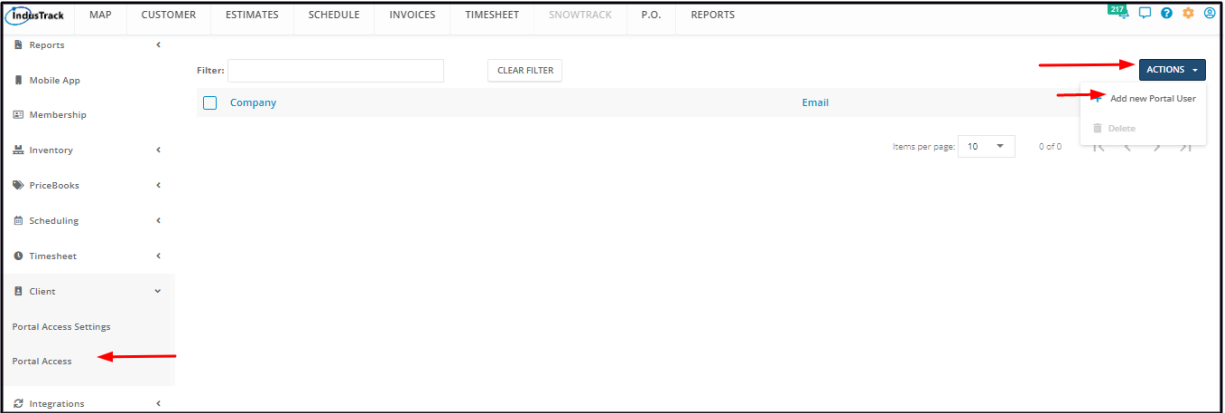 IndusTrack MAP CUSTOMER ESTIMATES SCHEDULE INVOICES TIMESHEET SNOWTRACK P.O. REPORTS 217
Reports
Filter: CLEAR FILTER ACTIONS
Mobile App
Company Email Add new Portal User
Membership
Delete
Inventory
Items per page: 10 0 of 0
PriceBooks
Scheduling
Timesheet
Client
Portal Access Settings
Portal Access
Integrations